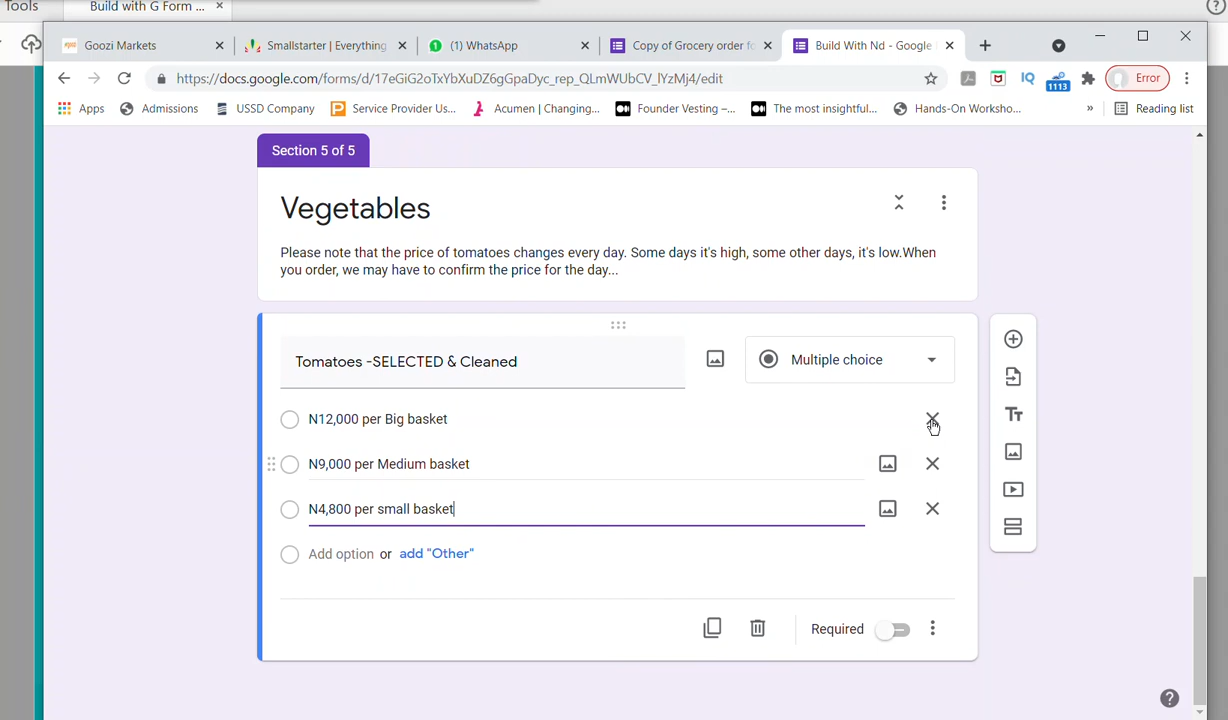 Tools
Build with G Form ...
Goozi Markets
Smallstarter | Everything
(1) WhatsApp
Copy of Grocery order fo
Build With Nd - Google
https://docs.google.com/forms/d/17eGiG2oTxYbXuDZ6gGpaDyc_rep_QLmWUbCV_lYzMj4/edit
IQ
1113
Error
Apps
Admissions
USSD Company
Service Provider Us...
Acumen | Changing...
Founder Vesting –...
The most insightful...
Hands-On Worksho...
»
Reading list
Section 5 of 5
Vegetables
Please note that the price of tomatoes changes every day. Some days it's high, some other days, it's low.When
you order, we may have to confirm the price for the day...
Tomatoes -SELECTED & Cleaned
Multiple choice
N12,000 per Big basket
N9,000 per Medium basket
N4,800 per small basket
Add option or add "Other"
Required